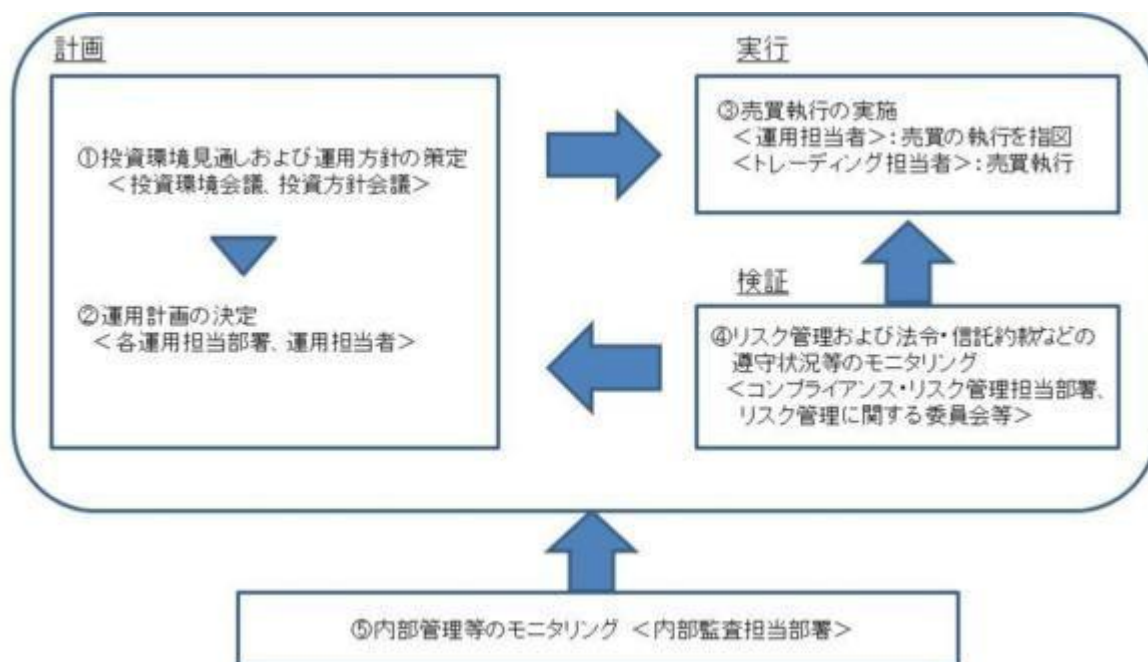 計画
①投資環境見通しおよび運用方針の策定
＜投資環境会議、投資方針会議＞
②運用計画の決定
＜各運用担当部署、運用担当者＞
実行
③売買執行の実施
＜運用担当者＞：売買の執行を指図
＜トレーディング担当者＞：売買執行
検証
④リスク管理および法令・信託約款などの
遵守状況等のモニタリング
＜コンプライアンス・リスク管理担当部署、
リスク管理に関する委員会等＞
⑤内部管理等のモニタリング ＜内部監査担当部署＞